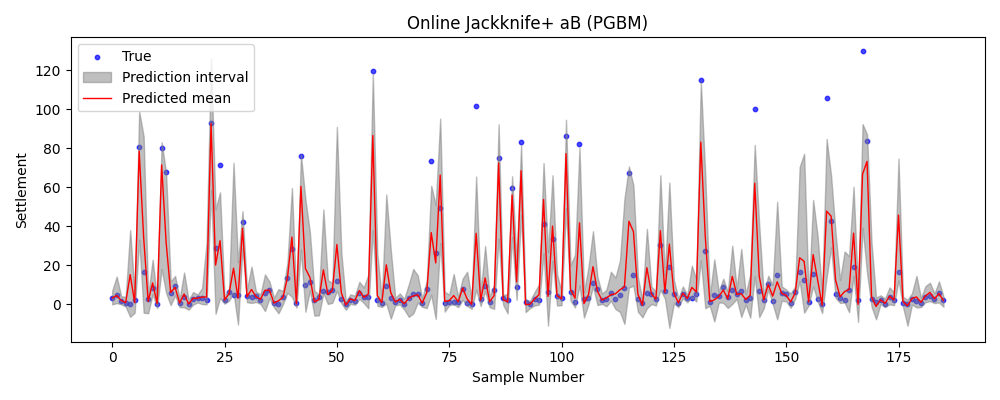 Online Jackknife+ aB (PGBM)
True
Prediction interval
Predicted mean
Settlement
120
100
80
60
40
20
0
0
25
50
75
100
125
150
175
Sample Number